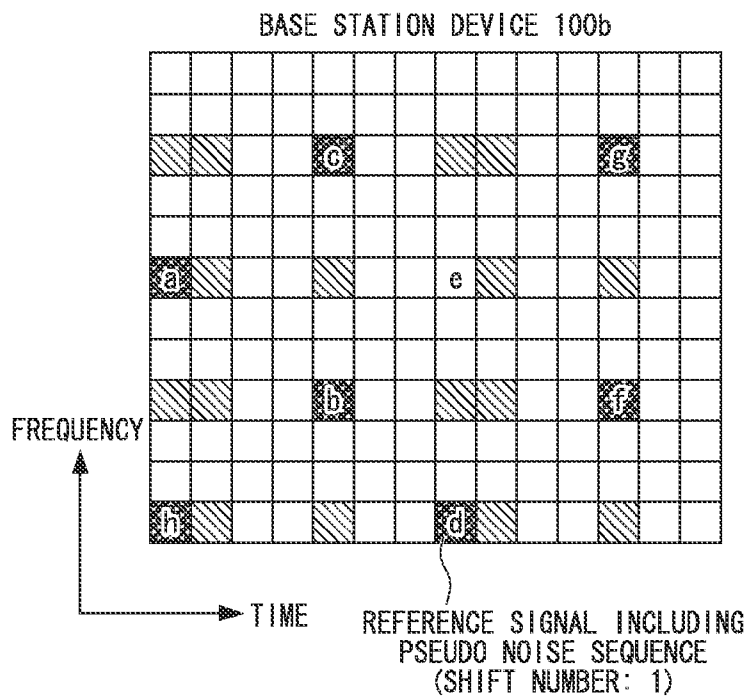 BASE STATION DEVICE 100b
c g
a e
b f
FREQUENCY
h d
TIME
REFERENCE SIGNAL INCLUDING
PSEUDO NOISE SEQUENCE
(SHIFT NUMBER: 1)